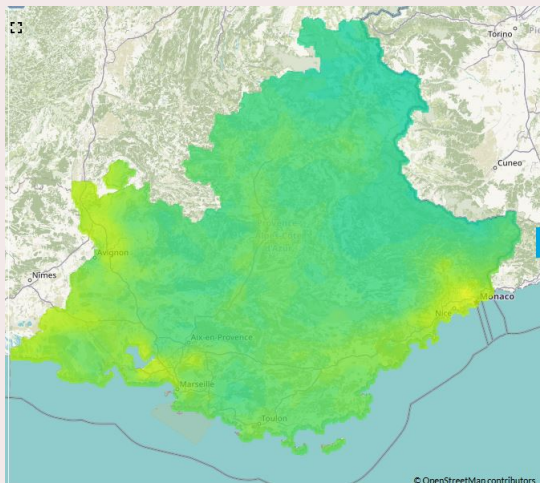 Torino
Cuneo
Avignon
Nîmes
Monaco
Nice
Aix-en-Provence
Marseille
Toulon
© OpenStreetMap contributors